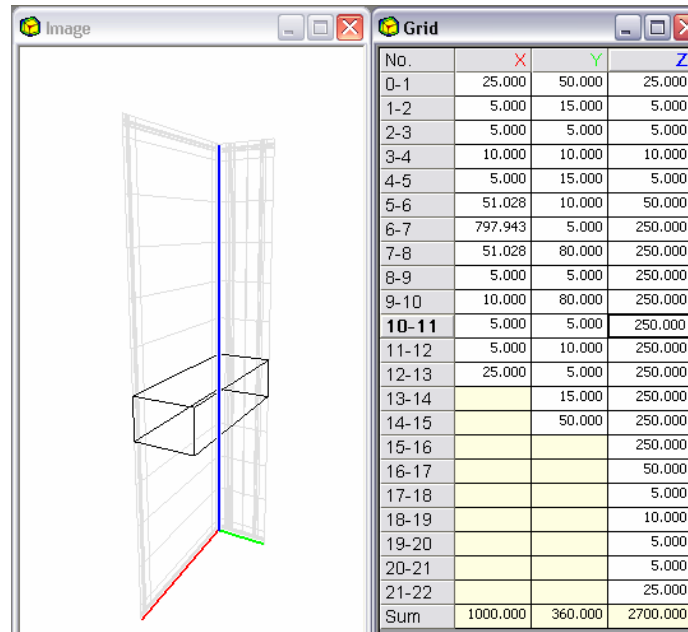 Image
Grid
No. X Y Z
0-1 25.000 50.000 25.000
1-2 5.000 15.000 5.000
2-3 5.000 5.000 5.000
3-4 10.000 10.000 10.000
4-5 5.000 15.000 5.000
5-6 51.028 10.000 50.000
6-7 797.943 5.000 250.000
7-8 51.028 80.000 250.000
8-9 5.000 5.000 250.000
9-10 10.000 80.000 250.000
10-11 5.000 5.000 250.000
11-12 5.000 10.000 250.000
12-13 25.000 5.000 250.000
13-14 15.000 250.000
14-15 50.000 250.000
15-16 250.000
16-17 50.000
17-18 5.000
18-19 10.000
19-20 5.000
20-21 5.000
21-22 25.000
Sum 1000.000 360.000 2700.000